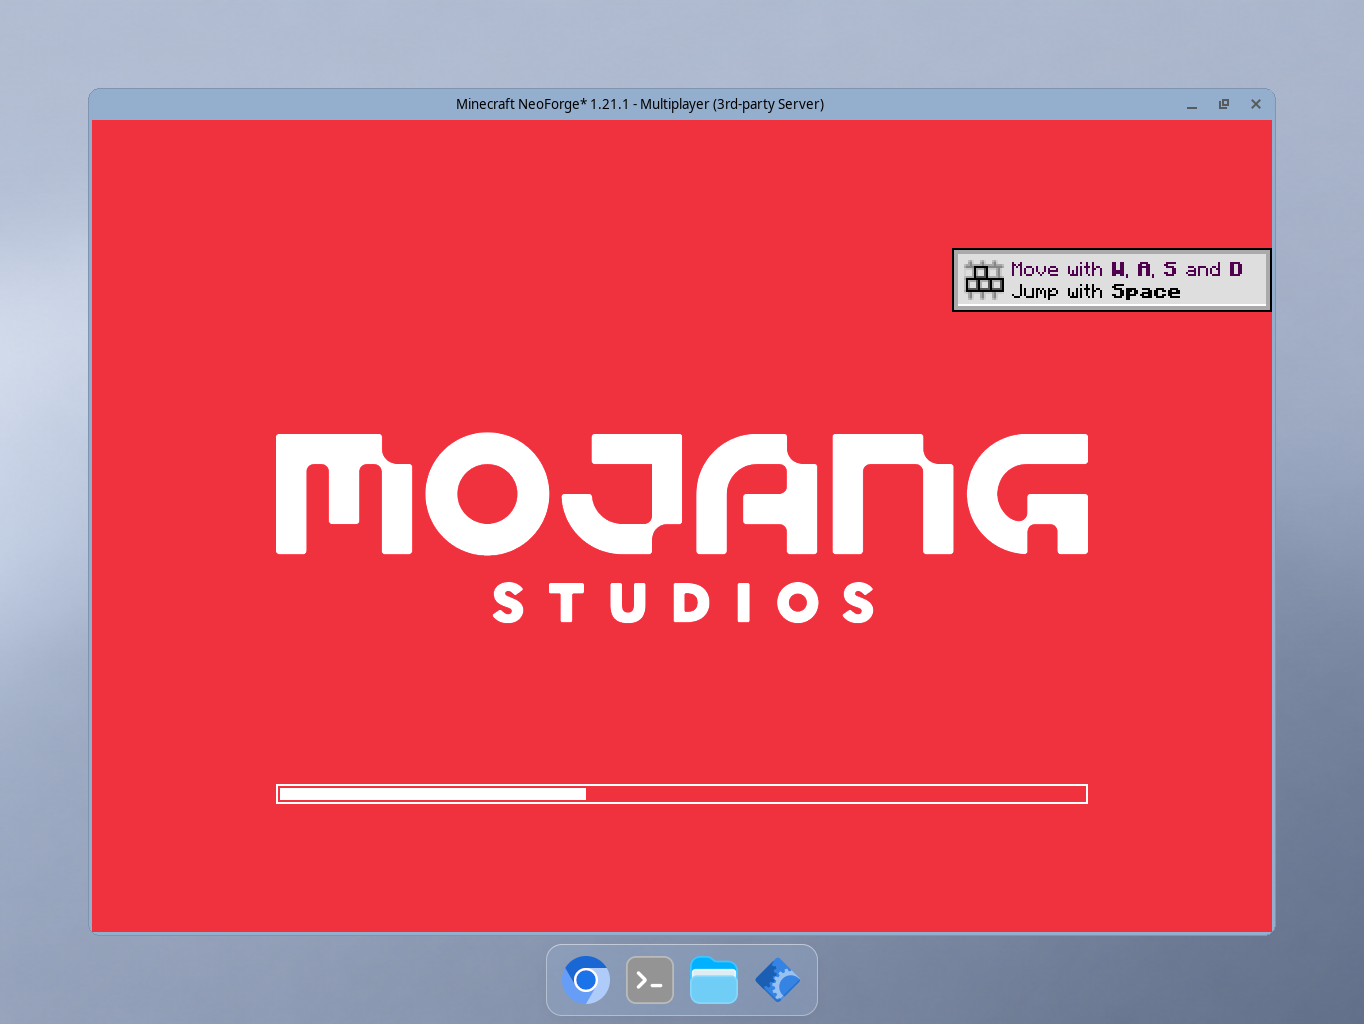 Minecraft NeoForge* 1.21.1 - Multiplayer (3rd-party Server)
Move with W, A, S and D
Jump with Space
MOJANG
STUDIOS